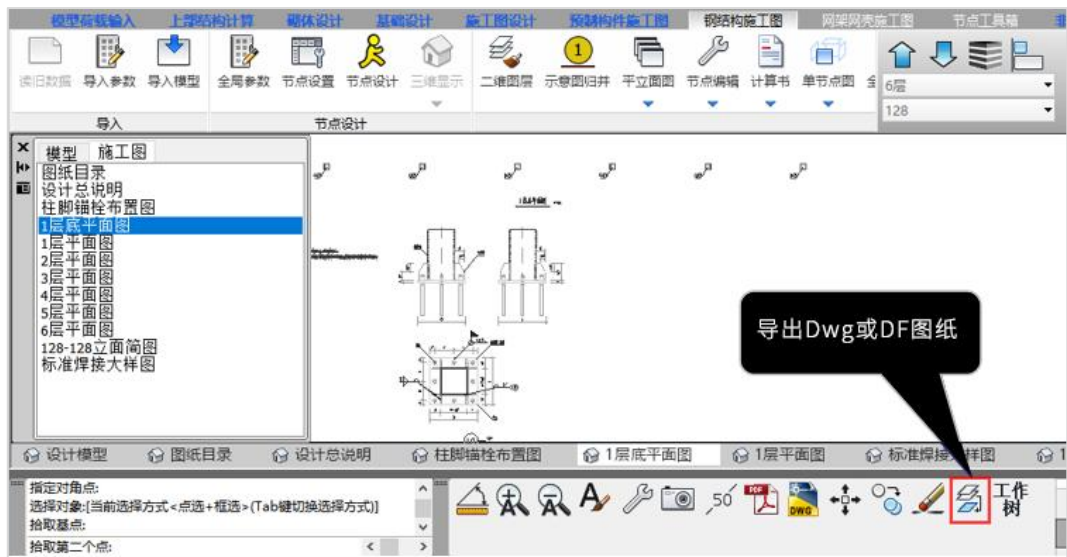 模型荷载输入 上部结构计算 砌体设计 基础设计 施工图设计 预制构件施工图 钢结构施工图 网架网壳施工图 节点工具箱
读旧数据 导入参数 导入模型 全局参数 节点设置 节点设计 三维显示 二维图层 示意图归并 平立面图 节点编辑 计算书 单节点图 全
1
6层
128
导入 节点设计
模型 施工图
图纸目录
设计总说明
柱脚锚栓布置图
1层底平面图
1层平面图
2层平面图
3层平面图
4层平面图
5层平面图
6层平面图
128-128立面简图
标准焊接大样图
导出Dwg或DF图纸
设计模型 图纸目录 设计总说明 柱脚锚栓布置图 1层底平面图 1层平面图 标准焊接大样图 1
指定对角点:
选择对象:[当前选择方式<点选+框选>(Tab键切换选择方式)]
拾取基点:
拾取第二个点:
A 50 PDF DWG 工作树